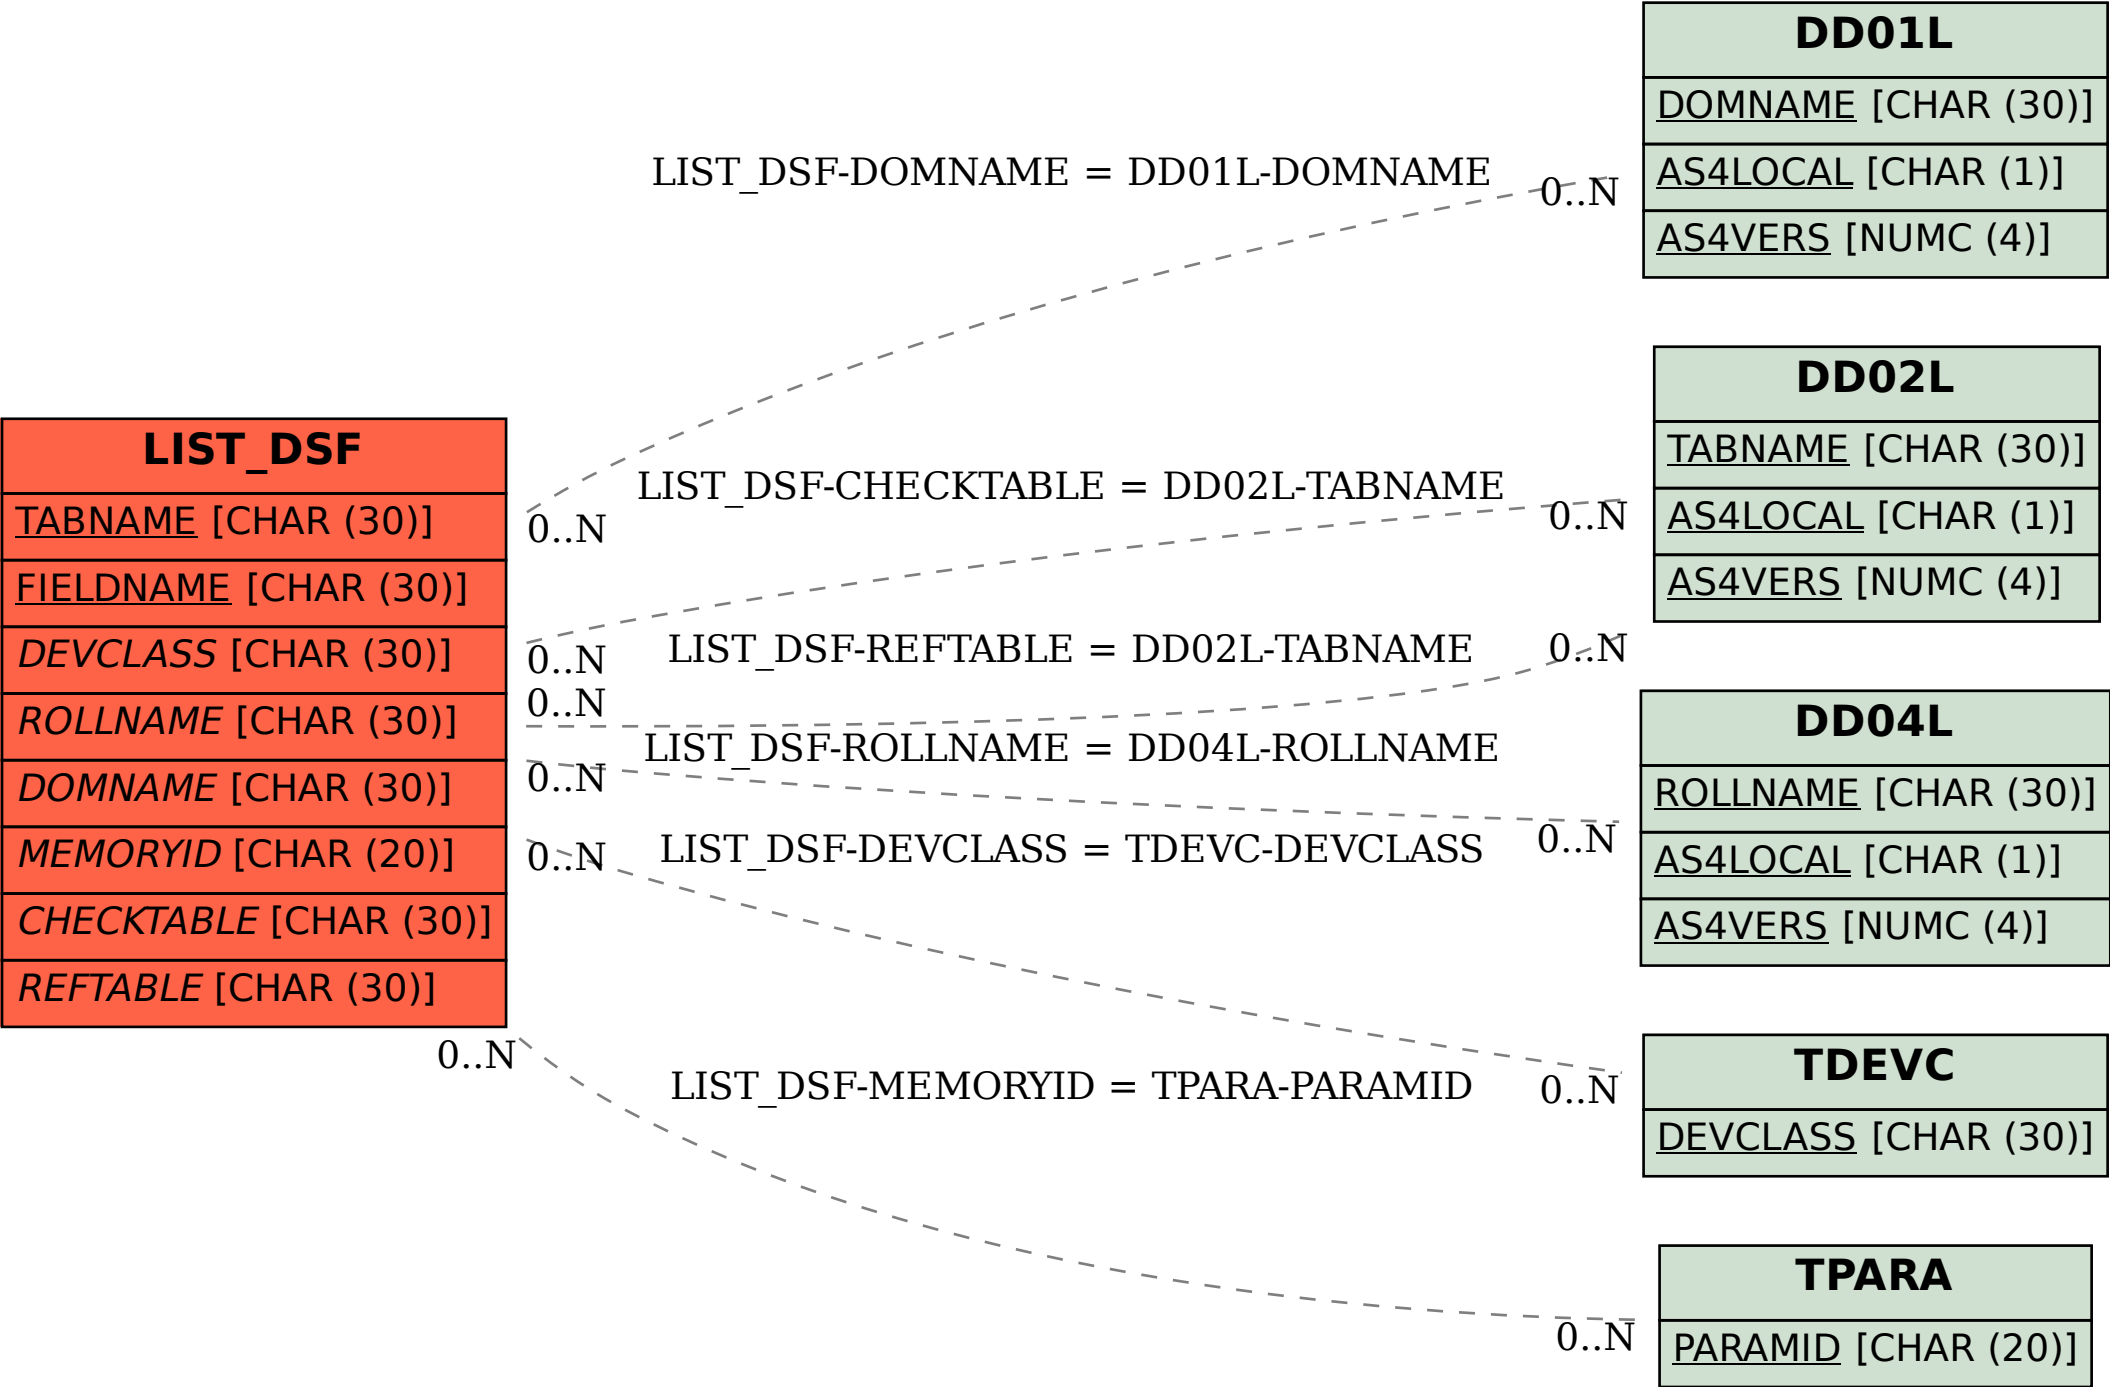 LIST_DSF
TABNAME [CHAR (30)]
FIELDNAME [CHAR (30)]
DEVCLASS [CHAR (30)]
ROLLNAME [CHAR (30)]
DOMNAME [CHAR (30)]
MEMORYID [CHAR (20)]
CHECKTABLE [CHAR (30)]
REFTABLE [CHAR (30)]
LIST_DSF-DOMNAME = DD01L-DOMNAME
0..N
0..N
LIST_DSF-CHECKTABLE = DD02L-TABNAME
0..N
0..N
LIST_DSF-REFTABLE = DD02L-TABNAME
0..N
0..N
LIST_DSF-ROLLNAME = DD04L-ROLLNAME
0..N
0..N
LIST_DSF-DEVCLASS = TDEVC-DEVCLASS
0..N
0..N
LIST_DSF-MEMORYID = TPARA-PARAMID
0..N
0..N
DD01L
DOMNAME [CHAR (30)]
AS4LOCAL [CHAR (1)]
AS4VERS [NUMC (4)]
DD02L
TABNAME [CHAR (30)]
AS4LOCAL [CHAR (1)]
AS4VERS [NUMC (4)]
DD04L
ROLLNAME [CHAR (30)]
AS4LOCAL [CHAR (1)]
AS4VERS [NUMC (4)]
TDEVC
DEVCLASS [CHAR (30)]
TPARA
PARAMID [CHAR (20)]